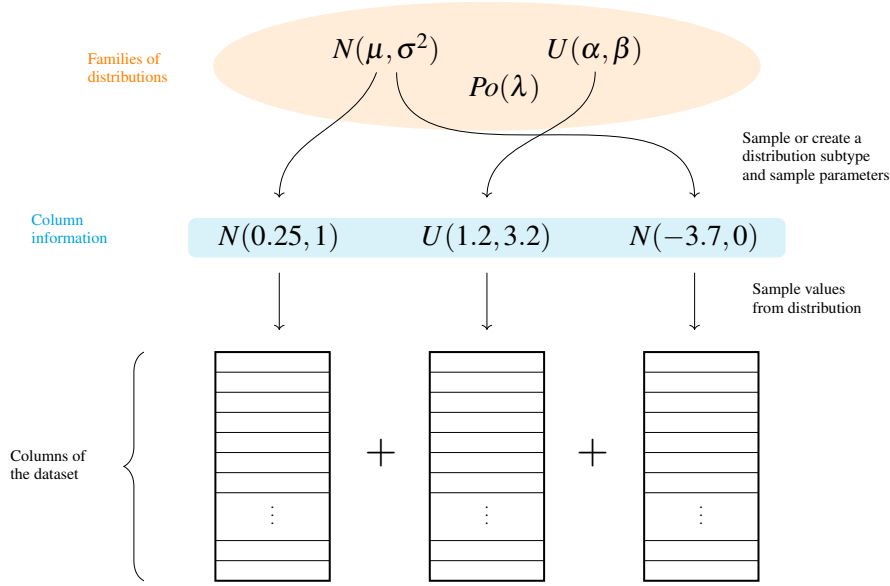 Families of
distributions
N(μ, σ²)
U(α, β)
Po(λ)
Sample or create a
distribution subtype
and sample parameters
Column
information
N(0.25, 1)
U(1.2, 3.2)
N(−3.7, 0)
Sample values
from distribution
Columns of
the dataset
+
+
⋮
⋮
⋮